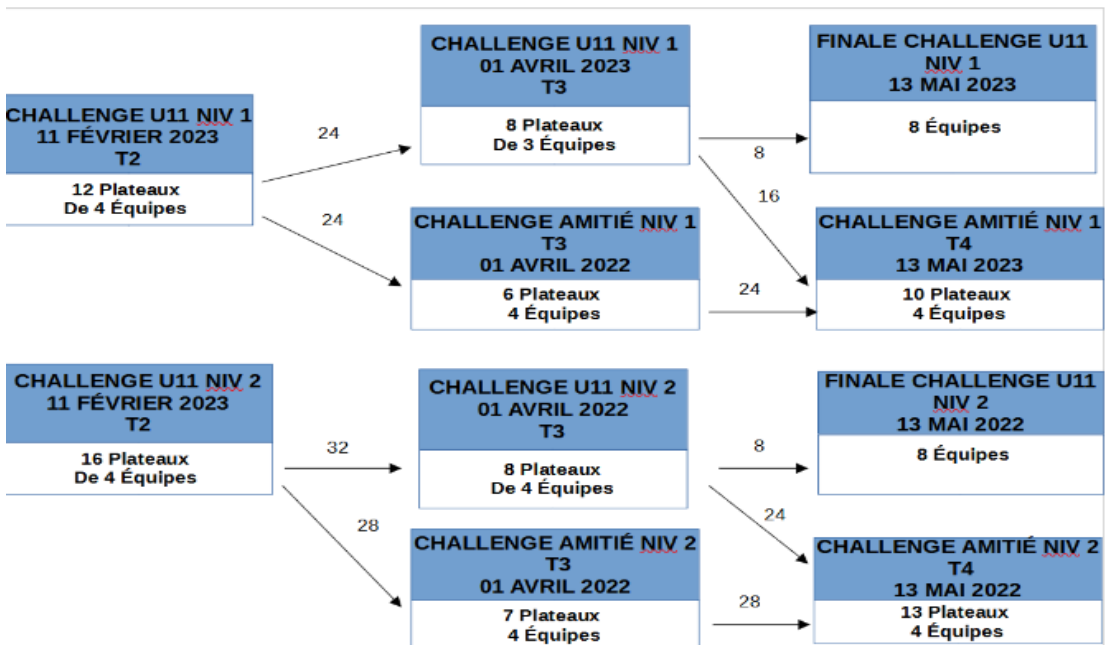 CHALLENGE U11 NIV 1
11 FÉVRIER 2023
T2
12 Plateaux
De 4 Équipes
24
24
CHALLENGE U11 NIV 1
01 AVRIL 2023
T3
8 Plateaux
De 3 Équipes
CHALLENGE AMITIÉ NIV 1
T3
01 AVRIL 2022
6 Plateaux
4 Équipes
8
16
24
FINALE CHALLENGE U11
NIV 1
13 MAI 2023
8 Équipes
CHALLENGE AMITIÉ NIV 1
T4
13 MAI 2023
10 Plateaux
4 Équipes
CHALLENGE U11 NIV 2
11 FÉVRIER 2023
T2
16 Plateaux
De 4 Équipes
32
28
CHALLENGE U11 NIV 2
01 AVRIL 2022
T3
8 Plateaux
De 4 Équipes
CHALLENGE AMITIÉ NIV 2
T3
01 AVRIL 2022
7 Plateaux
4 Équipes
8
24
28
FINALE CHALLENGE U11
NIV 2
13 MAI 2022
8 Équipes
CHALLENGE AMITIÉ NIV 2
T4
13 MAI 2022
13 Plateaux
4 Équipes